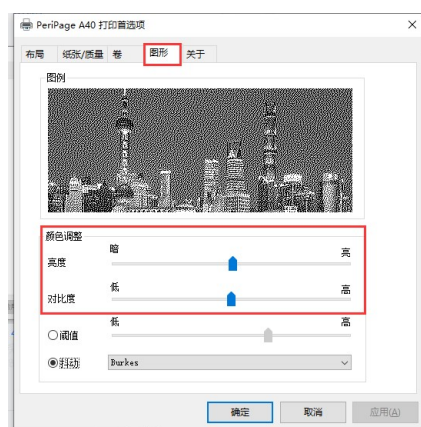 PeriPage A40 打印首选项
布局 纸张/质量 卷 图形 关于
图例
颜色调整
暗 亮
亮度
低 高
对比度
低 高
阈值
抖动 Burkes
确定 取消 应用(A)